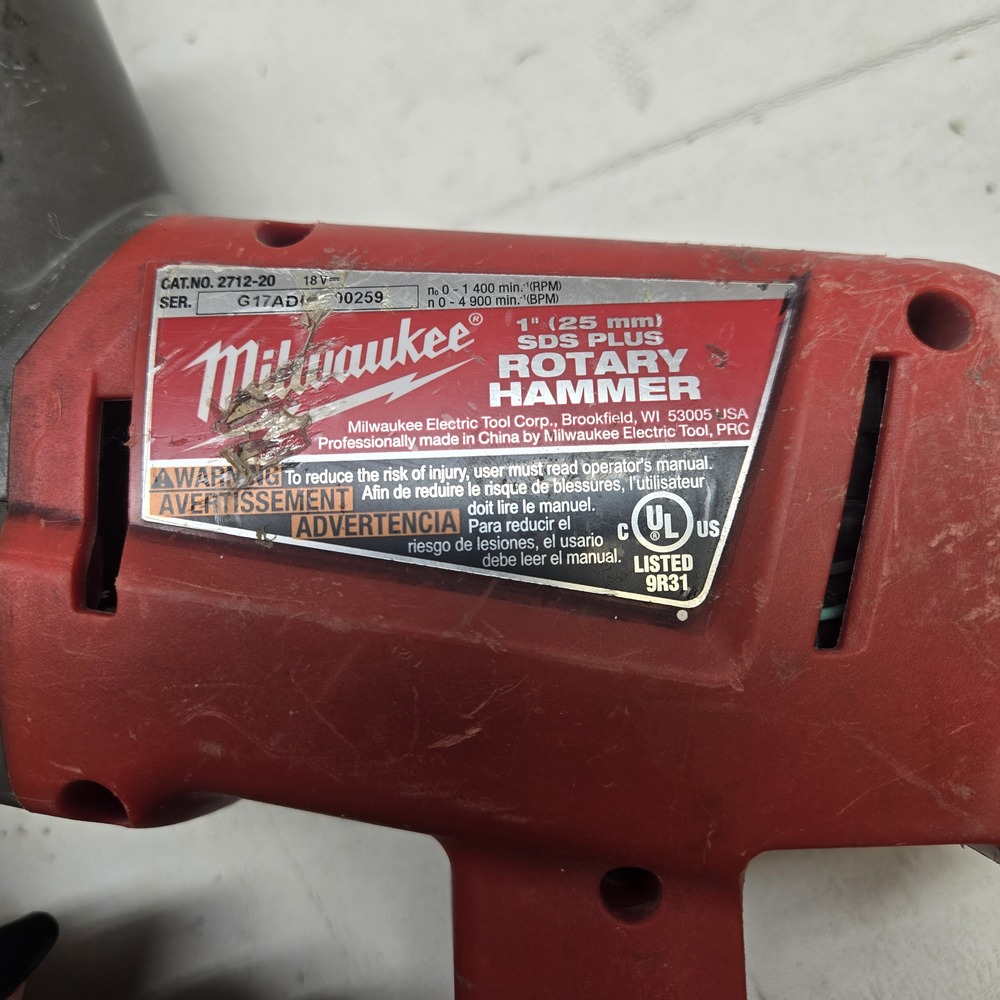 CAT.NO. 2712-20 18 V⎓ n₀ 0 - 1 400 min.⁻¹(RPM)
SER. 00259 n 0 - 4 900 min.⁻¹(BPM)
Milwaukee®
1" (25 mm)
SDS PLUS
ROTARY
HAMMER
Milwaukee Electric Tool Corp., Brookfield, WI 53005 USA
Professionally made in China by Milwaukee Electric Tool, PRC
WARNING To reduce the risk of injury, user must read operator's manual.
AVERTISSEMENT Afin de reduire le risque de blessures, l'utilisateur
doit lire le manuel.
ADVERTENCIA Para reducir el
riesgo de lesiones, el usario
debe leer el manual.
C UL® US
LISTED
9R31